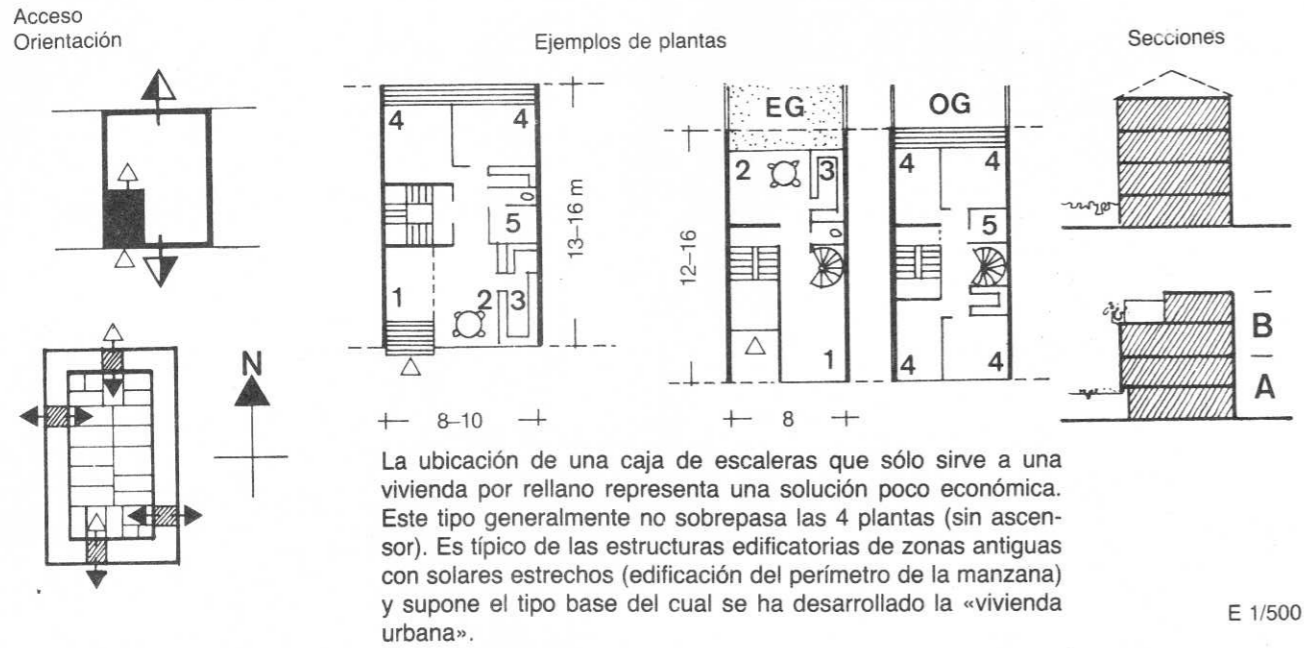 Acceso
Orientación
Ejemplos de plantas
Secciones
4
4
5
1
2
3
13–16 m
8–10
EG
2
3
1
12–16
8
OG
4
4
5
4
4
B
A
N
La ubicación de una caja de escaleras que sólo sirve a una
vivienda por rellano representa una solución poco económica.
Este tipo generalmente no sobrepasa las 4 plantas (sin ascen-
sor). Es típico de las estructuras edificatorias de zonas antiguas
con solares estrechos (edificación del perímetro de la manzana)
y supone el tipo base del cual se ha desarrollado la «vivienda
urbana».
E 1/500